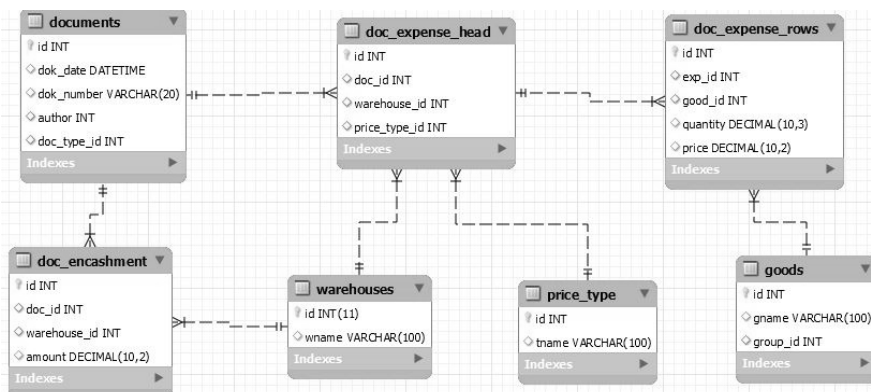 documents
id INT
dok_date DATETIME
dok_number VARCHAR(20)
author INT
doc_type_id INT
Indexes
doc_expense_head
id INT
doc_id INT
warehouse_id INT
price_type_id INT
Indexes
doc_expense_rows
id INT
exp_id INT
good_id INT
quantity DECIMAL(10,3)
price DECIMAL(10,2)
Indexes
doc_encashment
id INT
doc_id INT
warehouse_id INT
amount DECIMAL(10,2)
Indexes
warehouses
id INT(11)
wname VARCHAR(100)
Indexes
price_type
id INT
tname VARCHAR(100)
Indexes
goods
id INT
gname VARCHAR(100)
group_id INT
Indexes